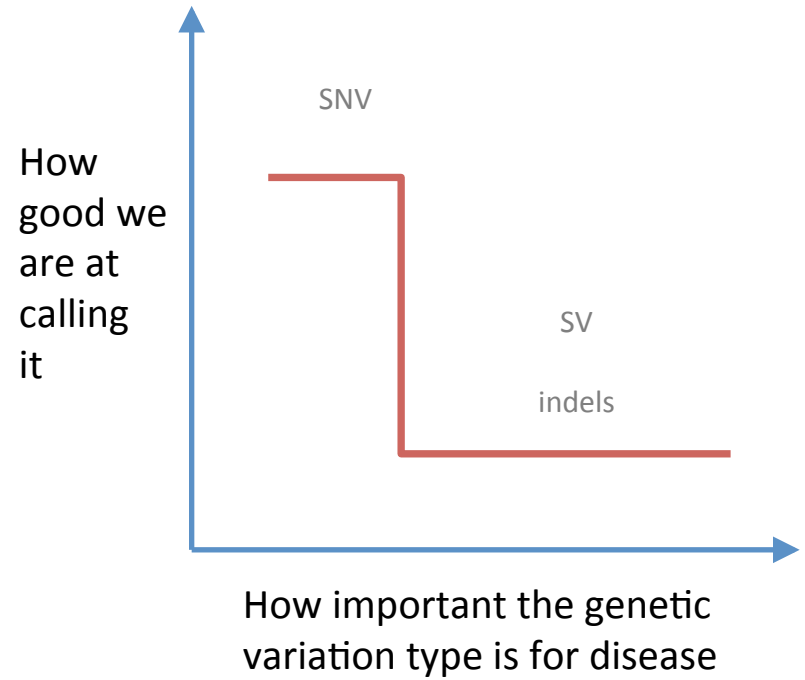 SNV
How
good we
are at
calling
it
SV
indels
How important the genetic
variation type is for disease